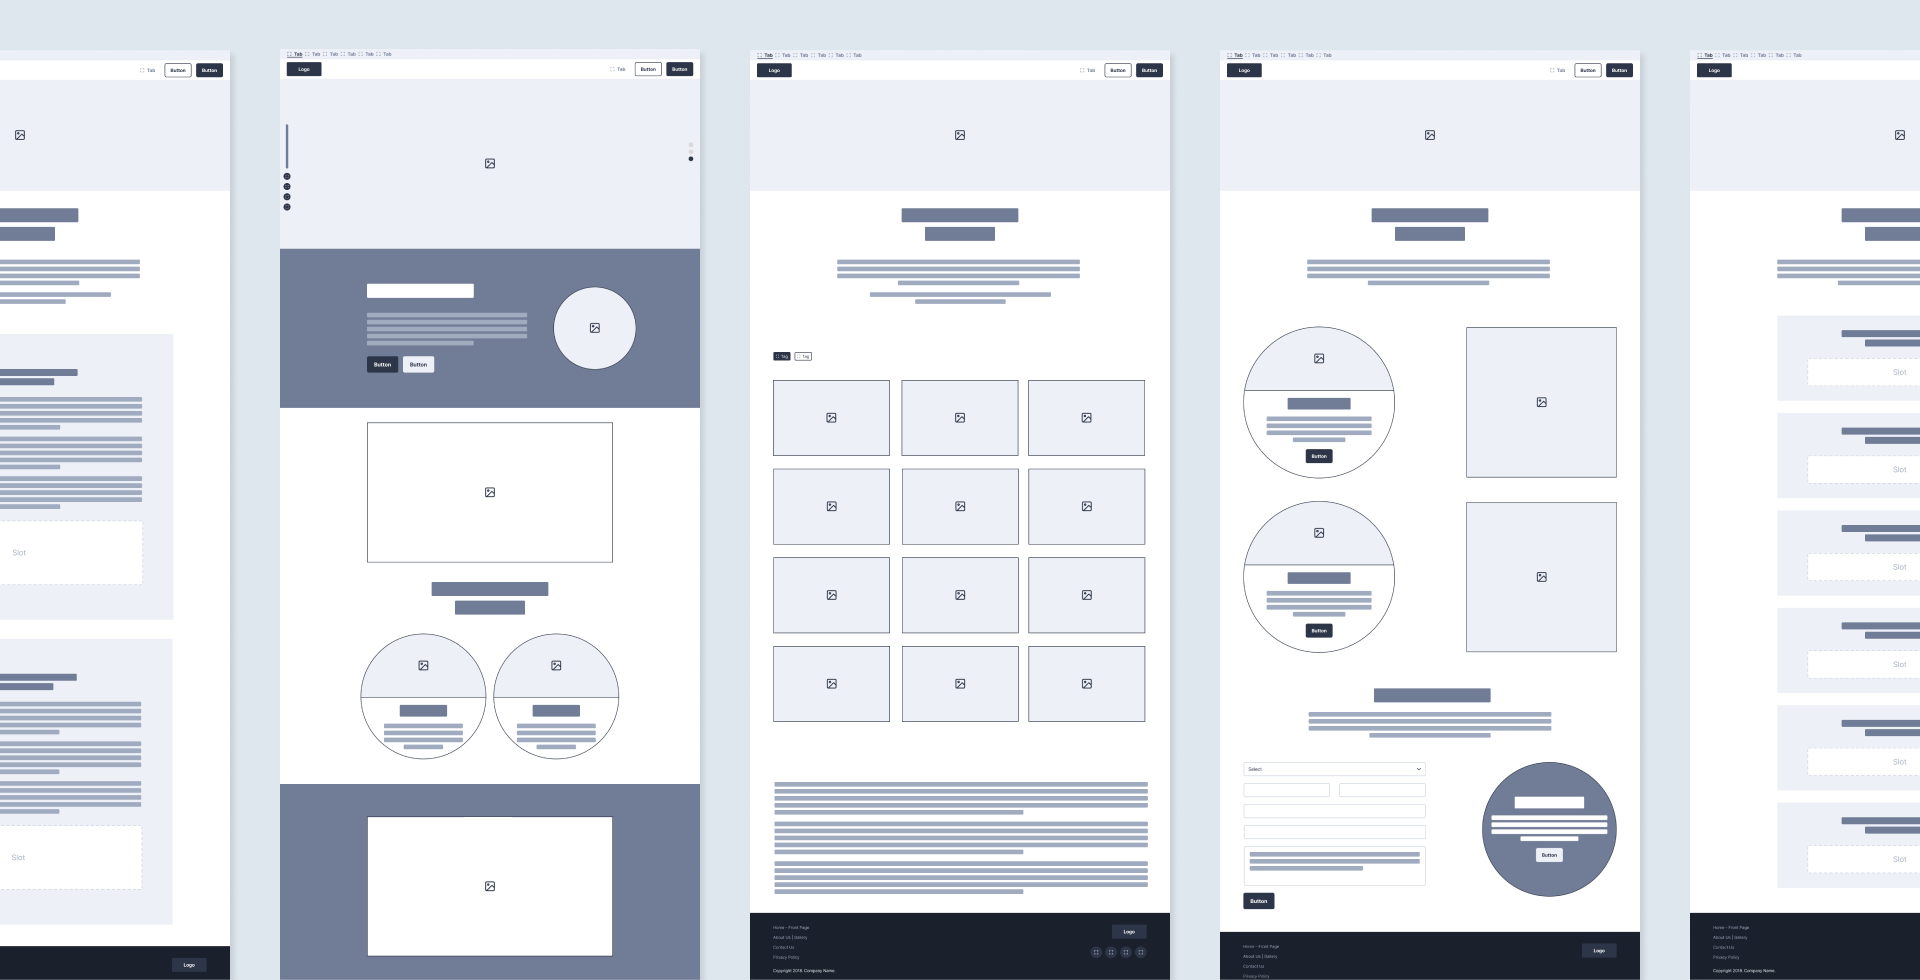 Tab
Button
Button
Slot
Slot
Logo
Tab Tab Tab Tab Tab Tab
Logo
Tab
Button
Button
Button
Button
Tab Tab Tab Tab Tab Tab
Logo
Tab
Button
Button
Tag
Tag
Home - Front Page
About Us | Gallery
Contact Us
Privacy Policy
Copyright 2018. Company Name.
Logo
Tab Tab Tab Tab Tab Tab
Logo
Tab
Button
Button
Button
Button
Select
Button
Button
Home - Front Page
About Us | Gallery
Contact Us
Privacy Policy
Logo
Tab Tab Tab Tab Tab Tab
Logo
Slot
Slot
Slot
Slot
Slot
Slot
Home - Front Page
About Us | Gallery
Contact Us
Privacy Policy
Copyright 2018. Company Name.